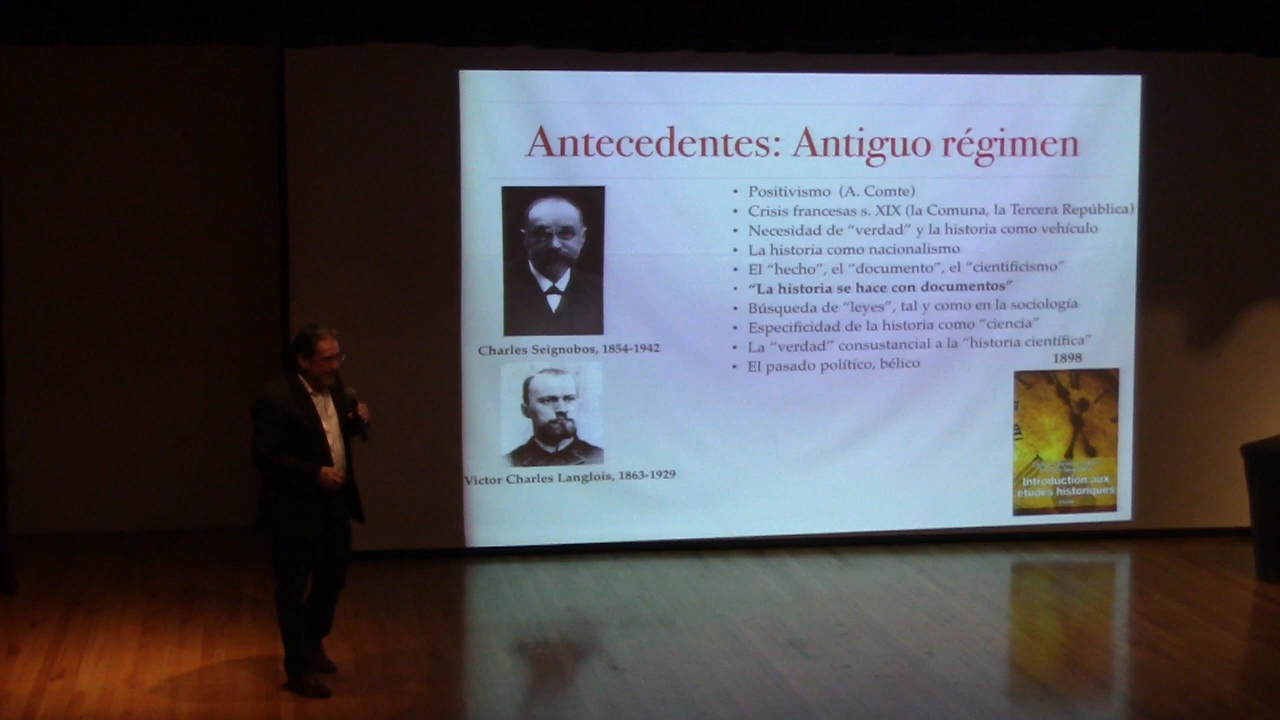 Antecedentes: Antiguo régimen
• Positivismo (A. Comte)
• Crisis francesas s. XIX (la Comuna, la Tercera República)
• Necesidad de “verdad” y la historia como vehículo
• La historia como nacionalismo
• El “hecho”, el “documento”, el “cientificismo”
• “La historia se hace con documentos”
• Búsqueda de “leyes”, tal y como en la sociología
• Especificidad de la historia como “ciencia”
• La “verdad” consustancial a la “historia científica”
• El pasado político, bélico
Charles Seignobos, 1854-1942
Victor Charles Langlois, 1863-1929
1898
Introduction aux
études historiques